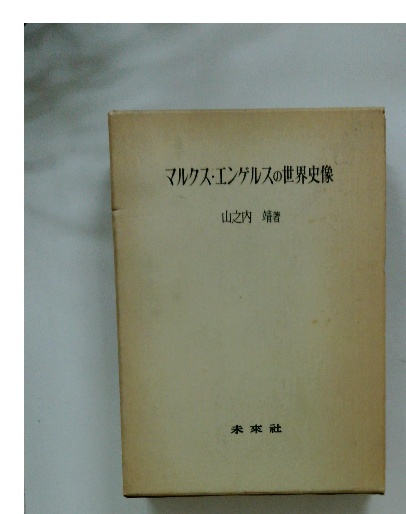 マルクス・エンゲルスの世界史像
山之内 靖著
未來社